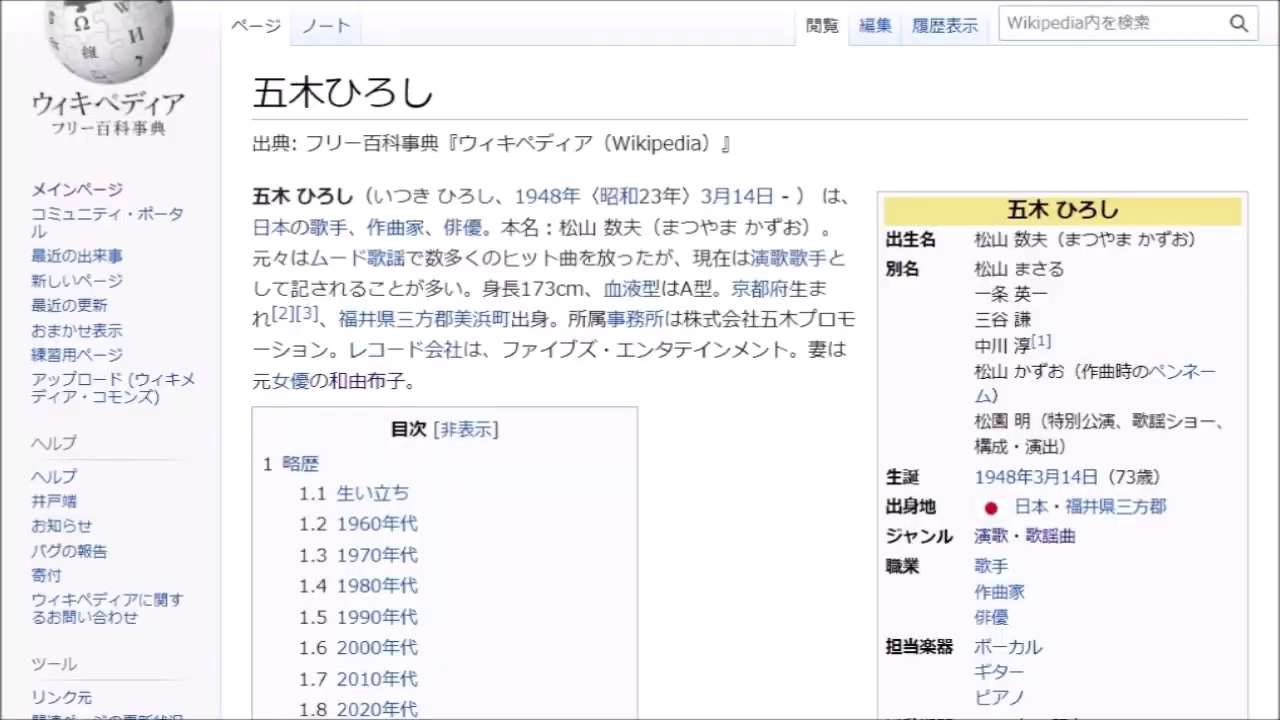 ウィキペディア
フリー百科事典
メインページ
コミュニティ・ポータ
ル
最近の出来事
新しいページ
最近の更新
おまかせ表示
練習用ページ
アップロード (ウィキメ
ディア・コモンズ)
ヘルプ
ヘルプ
井戸端
お知らせ
バグの報告
寄付
ウィキペディアに関す
るお問い合わせ
ツール
リンク元
ページ ノート 閲覧 編集 履歴表示 Wikipedia内を検索
五木ひろし
出典: フリー百科事典『ウィキペディア（Wikipedia）』
五木 ひろし（いつき ひろし、1948年〈昭和23年〉3月14日 - ） は、
日本の歌手、作曲家、俳優。本名：松山 数夫（まつやま かずお）。
元々はムード歌謡で数多くのヒット曲を放ったが、現在は演歌歌手と
して記されることが多い。身長173cm、血液型はA型。京都府生ま
れ[2][3]、福井県三方郡美浜町出身。所属事務所は株式会社五木プロモ
ーション。レコード会社は、ファイブズ・エンタテインメント。妻は
元女優の和由布子。
目次 [非表示]
1 略歴
1.1 生い立ち
1.2 1960年代
1.3 1970年代
1.4 1980年代
1.5 1990年代
1.6 2000年代
1.7 2010年代
1.8 2020年代
五木 ひろし
出生名 松山 数夫（まつやま かずお）
別名 松山 まさる
一条 英一
三谷 謙
中川 淳[1]
松山 かずお（作曲時のペンネー
ム）
松園 明（特別公演、歌謡ショー、
構成・演出）
生誕 1948年3月14日（73歳）
出身地 日本・福井県三方郡
ジャンル 演歌・歌謡曲
職業 歌手
作曲家
俳優
担当楽器 ボーカル
ギター
ピアノ